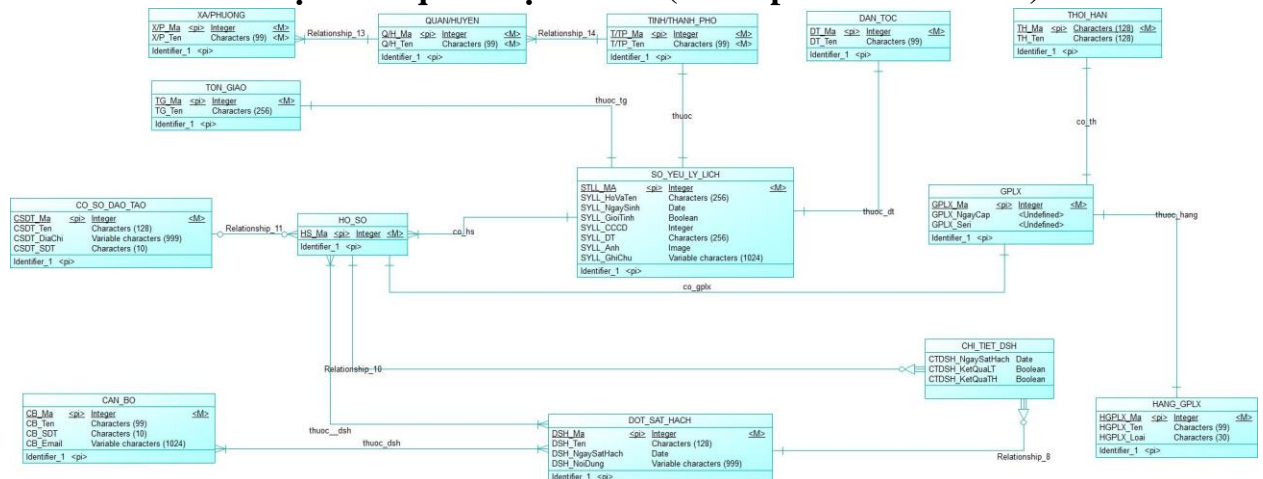 XA/PHUONG
X/P_Ma <pi> Integer <M>
X/P_Ten Characters (99) <M>
Identifier_1 <pi>
Relationship_13
QUAN/HUYEN
Q/H_Ma <pi> Integer <M>
Q/H_Ten Characters (99) <M>
Identifier_1 <pi>
Relationship_14
TINH/THANH_PHO
T/TP_Ma <pi> Integer <M>
T/TP_Ten Characters (99) <M>
Identifier_1 <pi>
DAN_TOC
DT_Ma <pi> Integer <M>
DT_Ten Characters (99)
Identifier_1 <pi>
THOI_HAN
TH_Ma <pi> Characters (128) <M>
TH_Ten Characters (128)
Identifier_1 <pi>
TON_GIAO
TG_Ma <pi> Integer <M>
TG_Ten Characters (256)
Identifier_1 <pi>
thuoc_tg
thuoc
co_th
SO_YEU_LY_LICH
STLL_MA <pi> Integer <M>
SYLL_HoVaTen Characters (256)
SYLL_NgaySinh Date
SYLL_GioiTinh Boolean
SYLL_CCCD Integer
SYLL_DT Characters (256)
SYLL_Anh Image
SYLL_GhiChu Variable characters (1024)
Identifier_1 <pi>
thuoc_dt
GPLX
GPLX_Ma <pi> Integer <M>
GPLX_NgayCap <Undefined>
GPLX_Seri <Undefined>
Identifier_1 <pi>
thuoc_hang
CO_SO_DAO_TAO
CSDT_Ma <pi> Integer <M>
CSDT_Ten Characters (128)
CSDT_DiaChi Variable characters (999)
CSDT_SDT Characters (10)
Identifier_1 <pi>
Relationship_11
HO_SO
HS_Ma <pi> Integer <M>
Identifier_1 <pi>
co_hs
co_gplx
CHI_TIET_DSH
CTDSH_NgaySatHach Date
CTDSH_KetQuaLT Boolean
CTDSH_KetQuaTH Boolean
Relationship_10
CAN_BO
CB_Ma <pi> Integer <M>
CB_Ten Characters (99)
CB_SDT Characters (10)
CB_Email Variable characters (1024)
Identifier_1 <pi>
thuoc__dsh
thuc_dsh
DOT_SAT_HACH
DSH_Ma <pi> Integer <M>
DSH_Ten Characters (128)
DSH_NgaySatHach Date
DSH_NoiDung Variable characters (999)
Identifier_1 <pi>
Relationship_8
HANG_GPLX
HGPLX_Ma <pi> Integer <M>
HGPLX_Ten Characters (99)
HGPLX_Loai Characters (30)
Identifier_1 <pi>